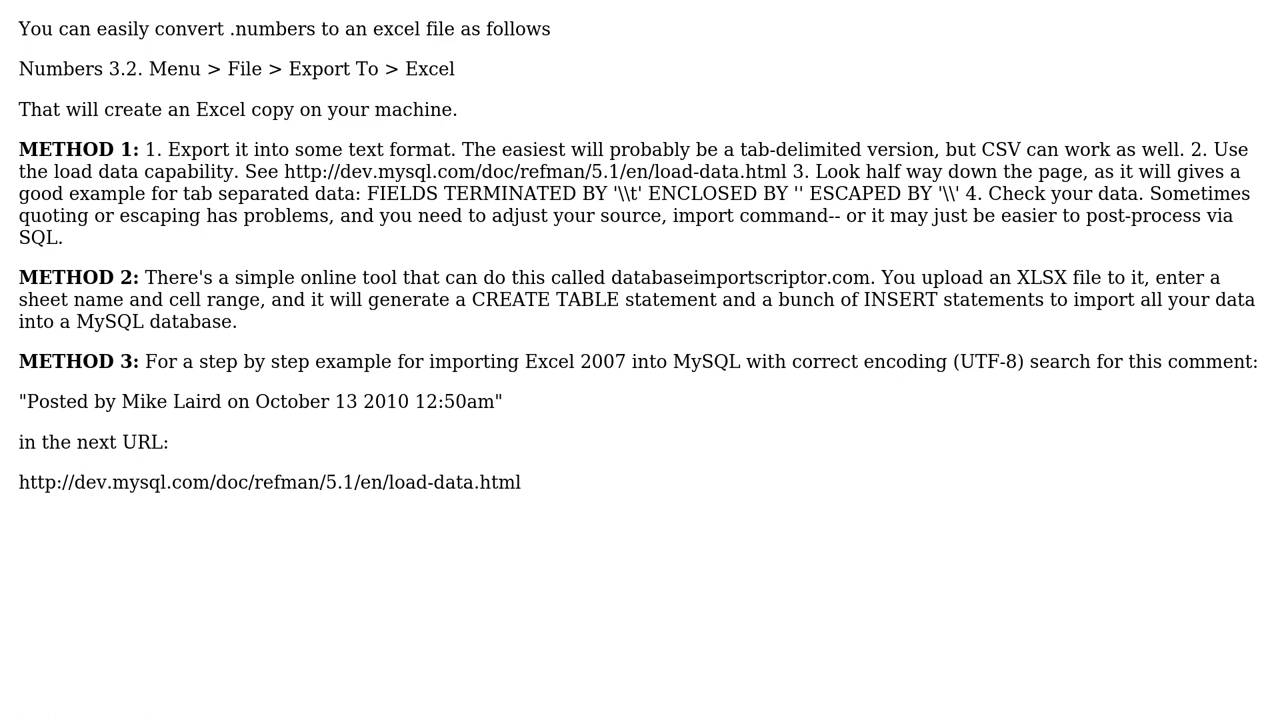 You can easily convert .numbers to an excel file as follows
Numbers 3.2. Menu > File > Export To > Excel
That will create an Excel copy on your machine.
METHOD 1: 1. Export it into some text format. The easiest will probably be a tab-delimited version, but CSV can work as well. 2. Use
the load data capability. See http://dev.mysql.com/doc/refman/5.1/en/load-data.html 3. Look half way down the page, as it will gives a
good example for tab separated data: FIELDS TERMINATED BY '\\t' ENCLOSED BY '' ESCAPED BY '\\' 4. Check your data. Sometimes
quoting or escaping has problems, and you need to adjust your source, import command-- or it may just be easier to post-process via
SQL.
METHOD 2: There's a simple online tool that can do this called databaseimportscriptor.com. You upload an XLSX file to it, enter a
sheet name and cell range, and it will generate a CREATE TABLE statement and a bunch of INSERT statements to import all your data
into a MySQL database.
METHOD 3: For a step by step example for importing Excel 2007 into MySQL with correct encoding (UTF-8) search for this comment:
"Posted by Mike Laird on October 13 2010 12:50am"
in the next URL:
http://dev.mysql.com/doc/refman/5.1/en/load-data.html